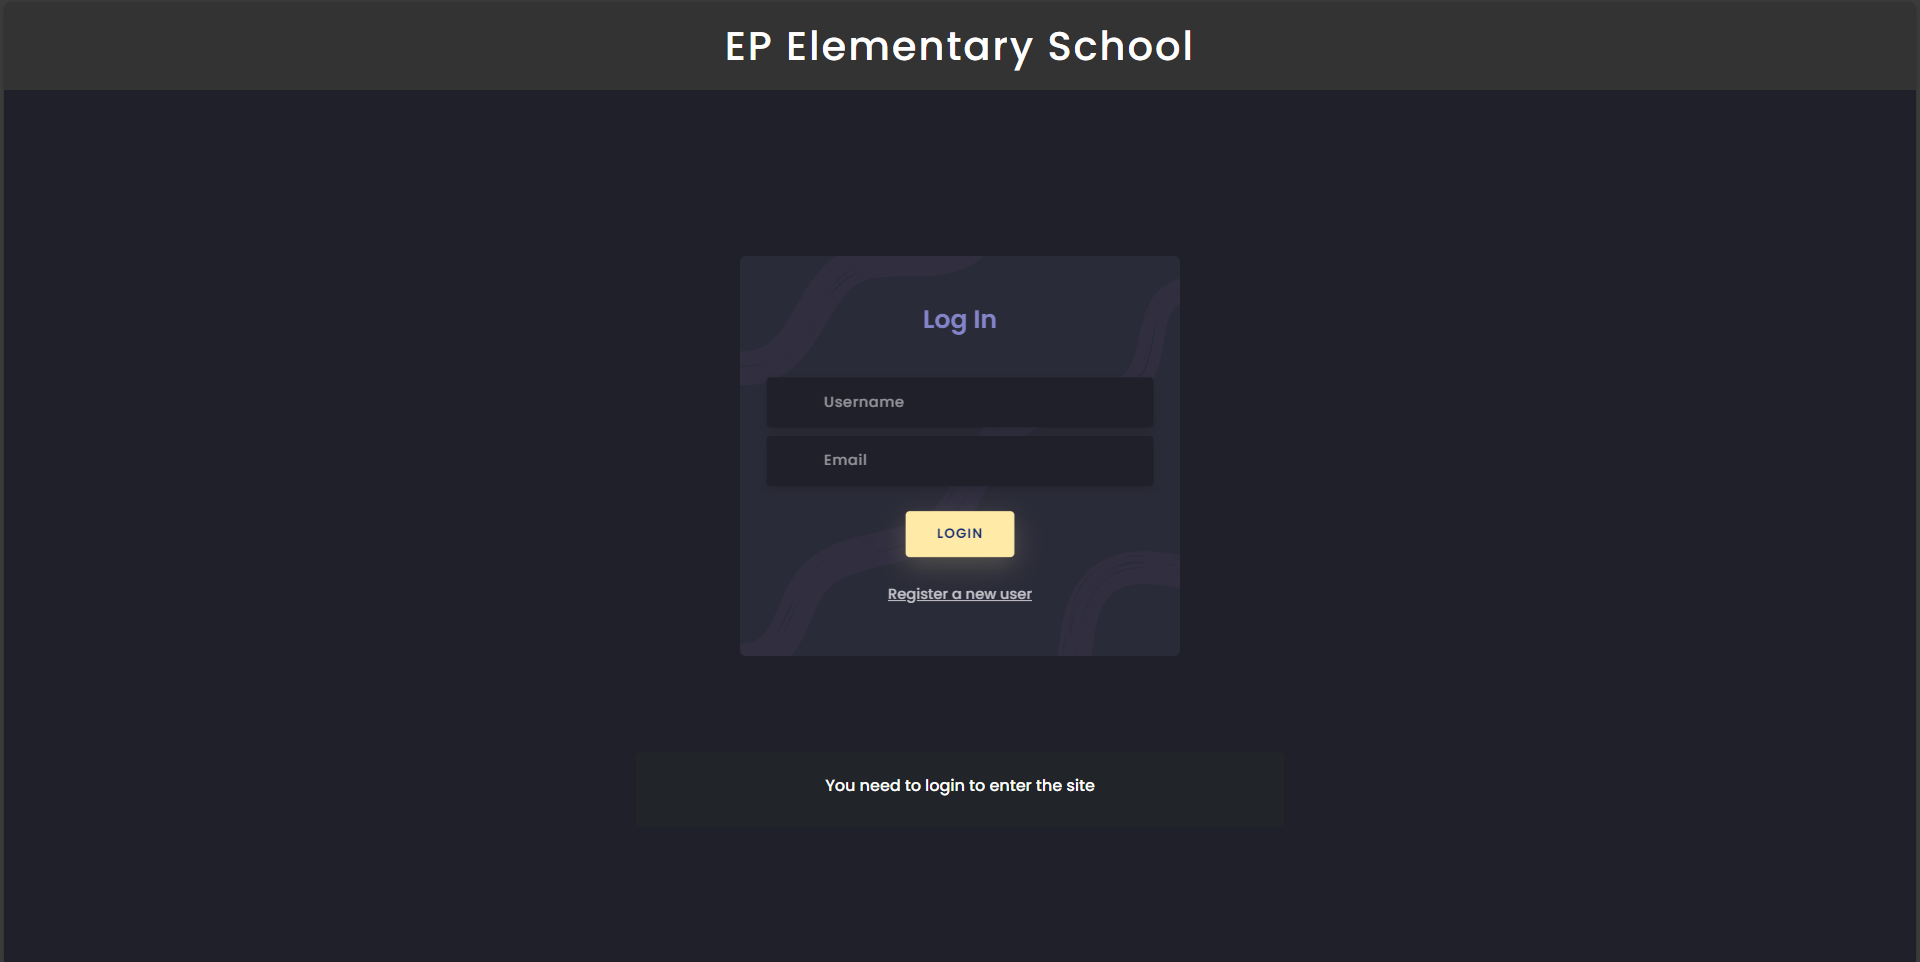 EP Elementary School
Log In
Username
Email
LOGIN
Register a new user
You need to login to enter the site